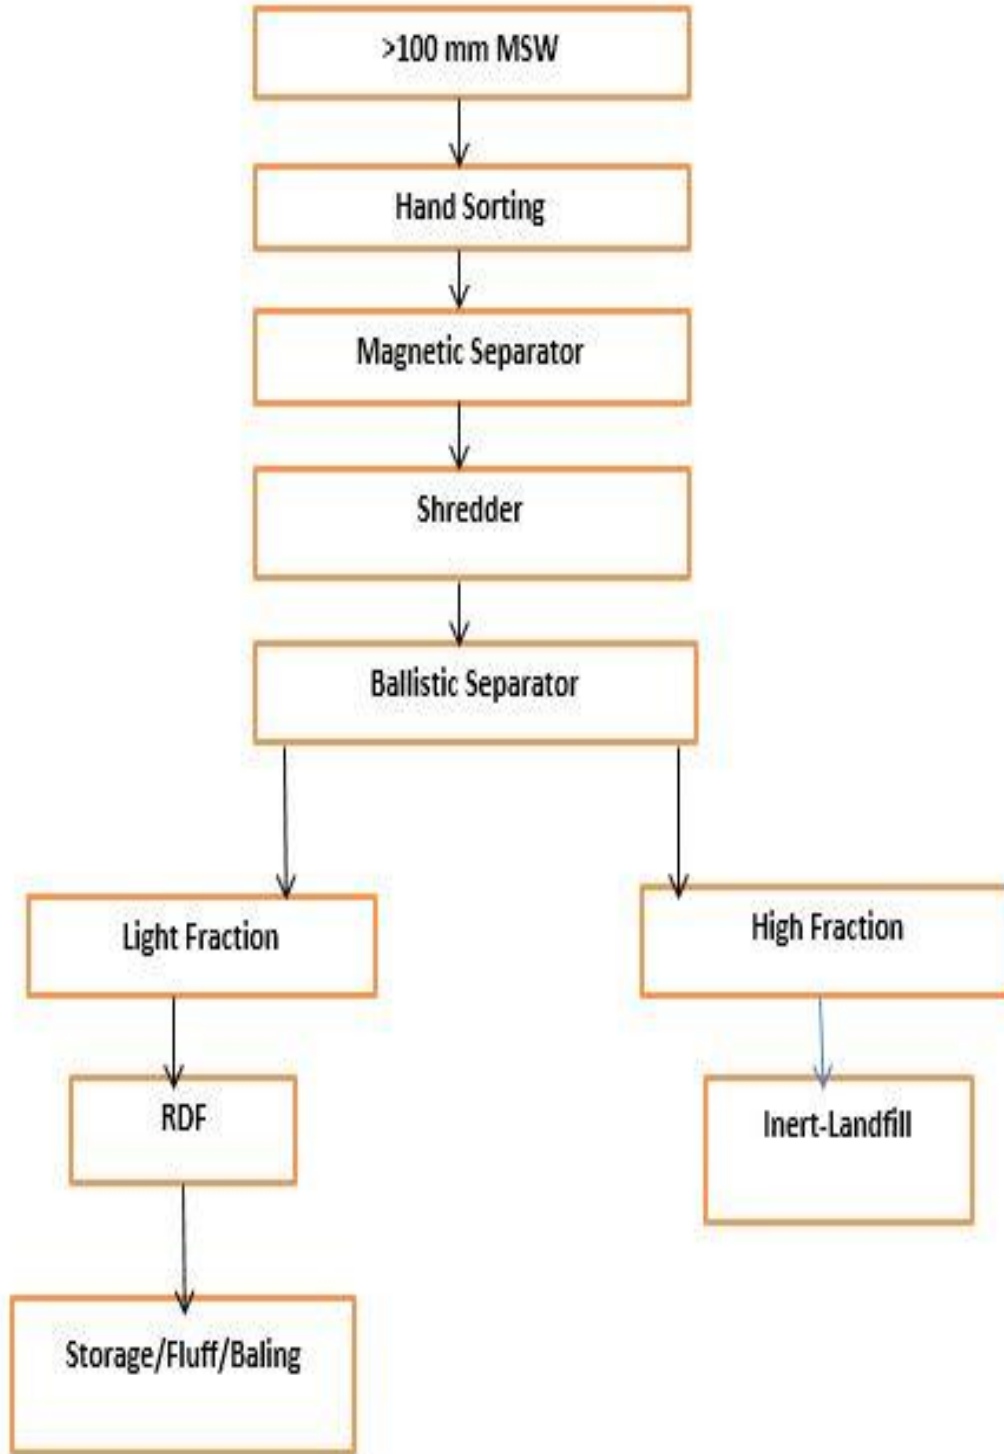 >100 mm MSW
Hand Sorting
Magnetic Separator
Shredder
Ballistic Separator
Light Fraction
High Fraction
RDF
Inert-Landfill
Storage/Fluff/Baling